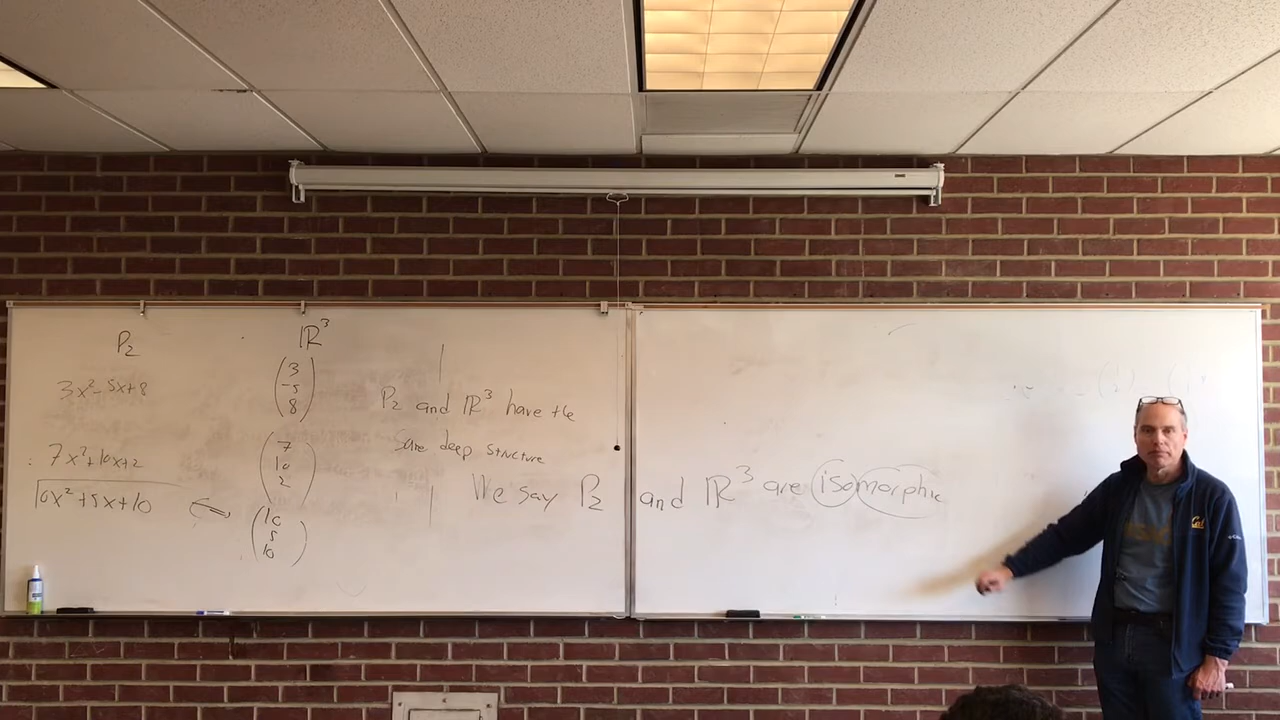 P₂
ℝ³
3x²-5x+8
(3 -5 8)
7x²+10x+2
(7 10 2)
10x²+5x+10
(10 5 10)
P₂ and ℝ³ have the
same deep structure
We say P₂ and ℝ³ are isomorphic
Cal